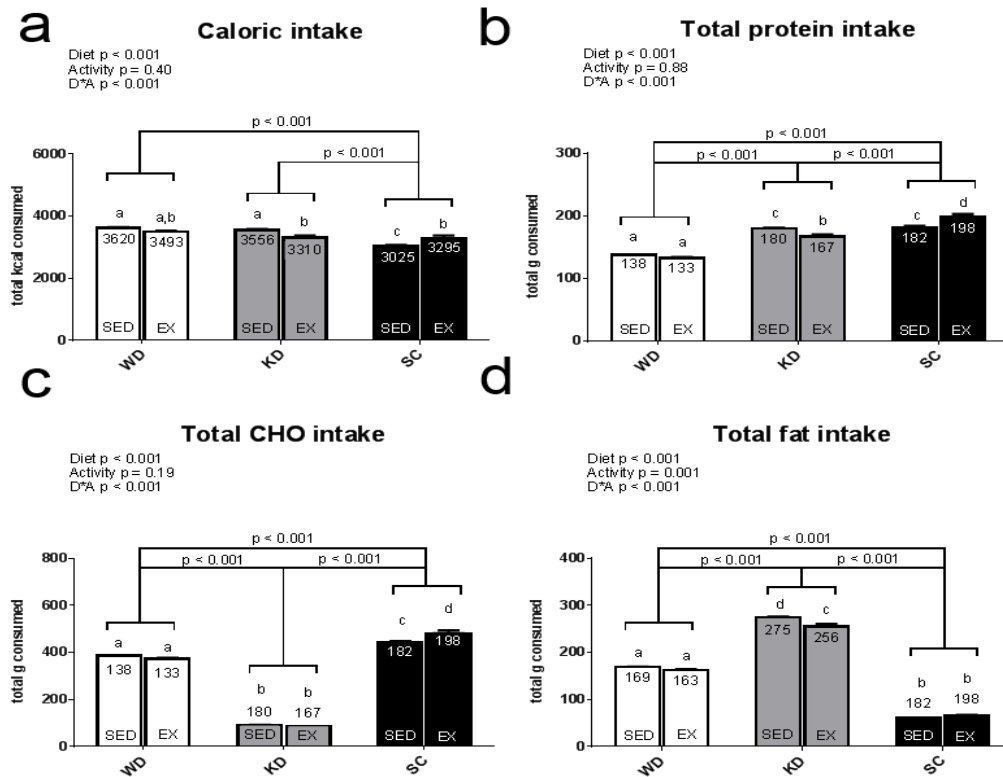 a
Caloric intake
Diet p < 0.001
Activity p = 0.40
D*A p < 0.001
p < 0.001
p < 0.001
total kcal consumed
6000
4000
2000
0
a
a,b
a
b
c
b
3620
3493
3556
3310
3025
3295
SED
EX
SED
EX
SED
EX
WD
KD
SC
b
Total protein intake
Diet p < 0.001
Activity p = 0.88
D*A p < 0.001
p < 0.001
p < 0.001
p < 0.001
total g consumed
300
200
100
0
a
a
c
b
c
d
138
133
180
167
182
198
SED
EX
SED
EX
SED
EX
WD
KD
SC
c
Total CHO intake
Diet p < 0.001
Activity p = 0.19
D*A p < 0.001
p < 0.001
p < 0.001
p < 0.001
total g consumed
800
600
400
200
0
a
a
b
b
c
d
138
133
180
167
182
198
SED
EX
SED
EX
SED
EX
WD
KD
SC
d
Total fat intake
Diet p < 0.001
Activity p = 0.001
D*A p < 0.001
p < 0.001
p < 0.001
p < 0.001
total g consumed
400
300
200
100
0
a
a
d
c
b
b
169
163
275
256
182
198
SED
EX
SED
EX
SED
EX
WD
KD
SC